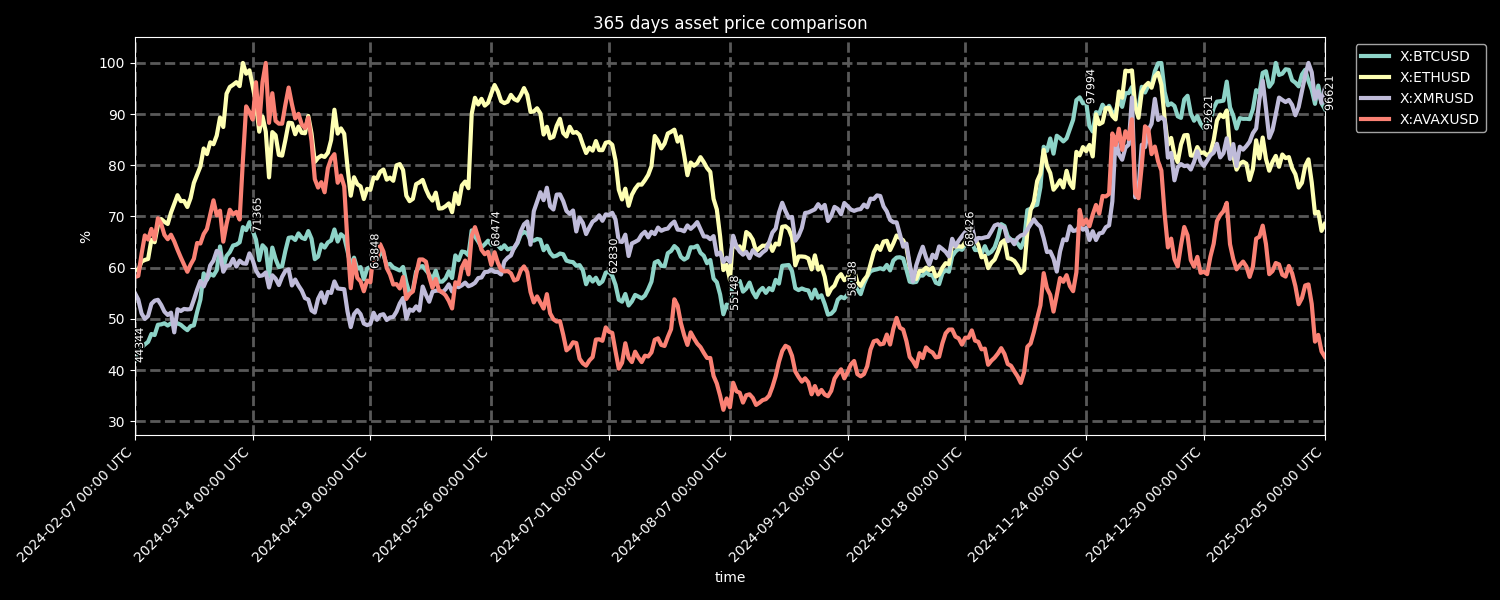 365 days asset price comparison
X:BTCUSD
X:ETHUSD
X:XMRUSD
X:AVAXUSD
%
100
90
80
70
60
50
40
30
44344
71365
63848
68474
62830
55148
58138
68426
97994
92621
96621
2024-02-07 00:00 UTC
2024-03-14 00:00 UTC
2024-04-19 00:00 UTC
2024-05-26 00:00 UTC
2024-07-01 00:00 UTC
2024-08-07 00:00 UTC
2024-09-12 00:00 UTC
2024-10-18 00:00 UTC
2024-11-24 00:00 UTC
2024-12-30 00:00 UTC
2025-02-05 00:00 UTC
time